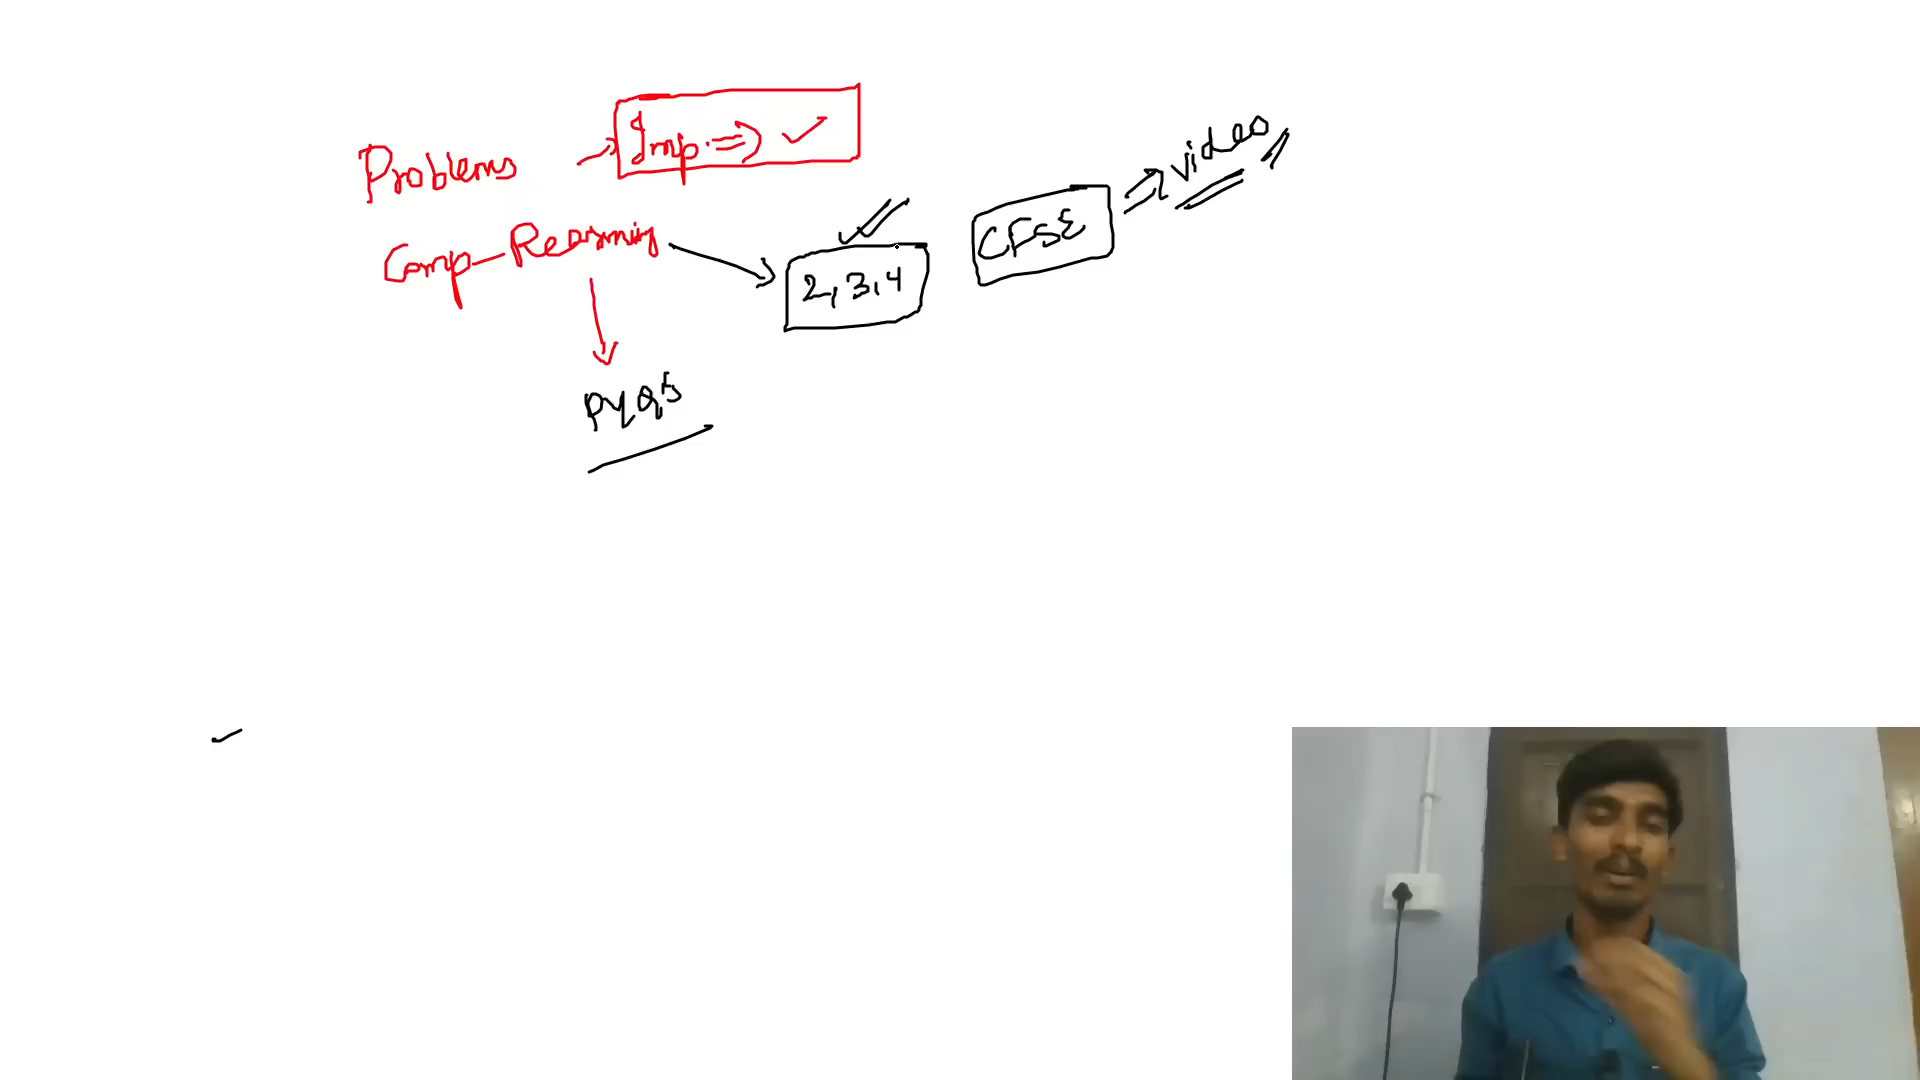 Problems → Imp. ⇒ ✓
Comp-Reasoning → 2, 3, 4
CFSE ⇒ video
PYQ's